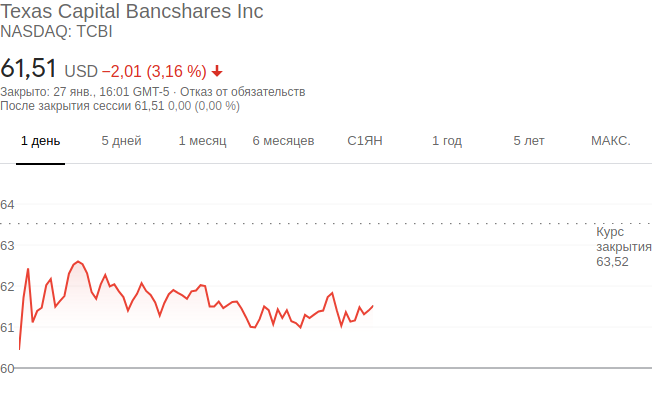 Texas Capital Bancshares Inc
NASDAQ: TCBI
61,51 USD −2,01 (3,16 %)
Закрыто: 27 янв., 16:01 GMT-5 · Отказ от обязательств
После закрытия сессии 61,51 0,00 (0,00 %)
1 день 5 дней 1 месяц 6 месяцев С1ЯН 1 год 5 лет МАКС.
64
Курс
закрытия
63,52
63
62
61
60